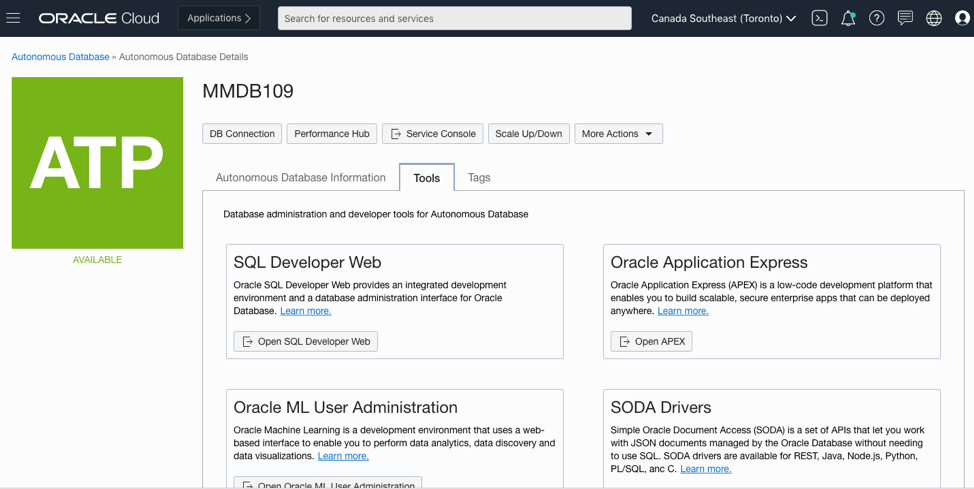 ORACLE Cloud
Applications >
Search for resources and services
Canada Southeast (Toronto)
Autonomous Database » Autonomous Database Details
ATP
AVAILABLE
MMDB109
DB Connection
Performance Hub
Service Console
Scale Up/Down
More Actions
Autonomous Database Information
Tools
Tags
Database administration and developer tools for Autonomous Database
SQL Developer Web
Oracle SQL Developer Web provides an integrated development
environment and a database administration interface for Oracle
Database. Learn more.
Open SQL Developer Web
Oracle Application Express
Oracle Application Express (APEX) is a low-code development platform that
enables you to build scalable, secure enterprise apps that can be deployed
anywhere. Learn more.
Open APEX
Oracle ML User Administration
Oracle Machine Learning is a development environment that uses a web-
based interface to enable you to perform data analytics, data discovery and
data visualizations. Learn more.
Open Oracle ML User Administration
SODA Drivers
Simple Oracle Document Access (SODA) is a set of APIs that let you work
with JSON documents managed by the Oracle Database without needing
to use SQL. SODA drivers are available for REST, Java, Node.js, Python,
PL/SQL, anc C. Learn more.